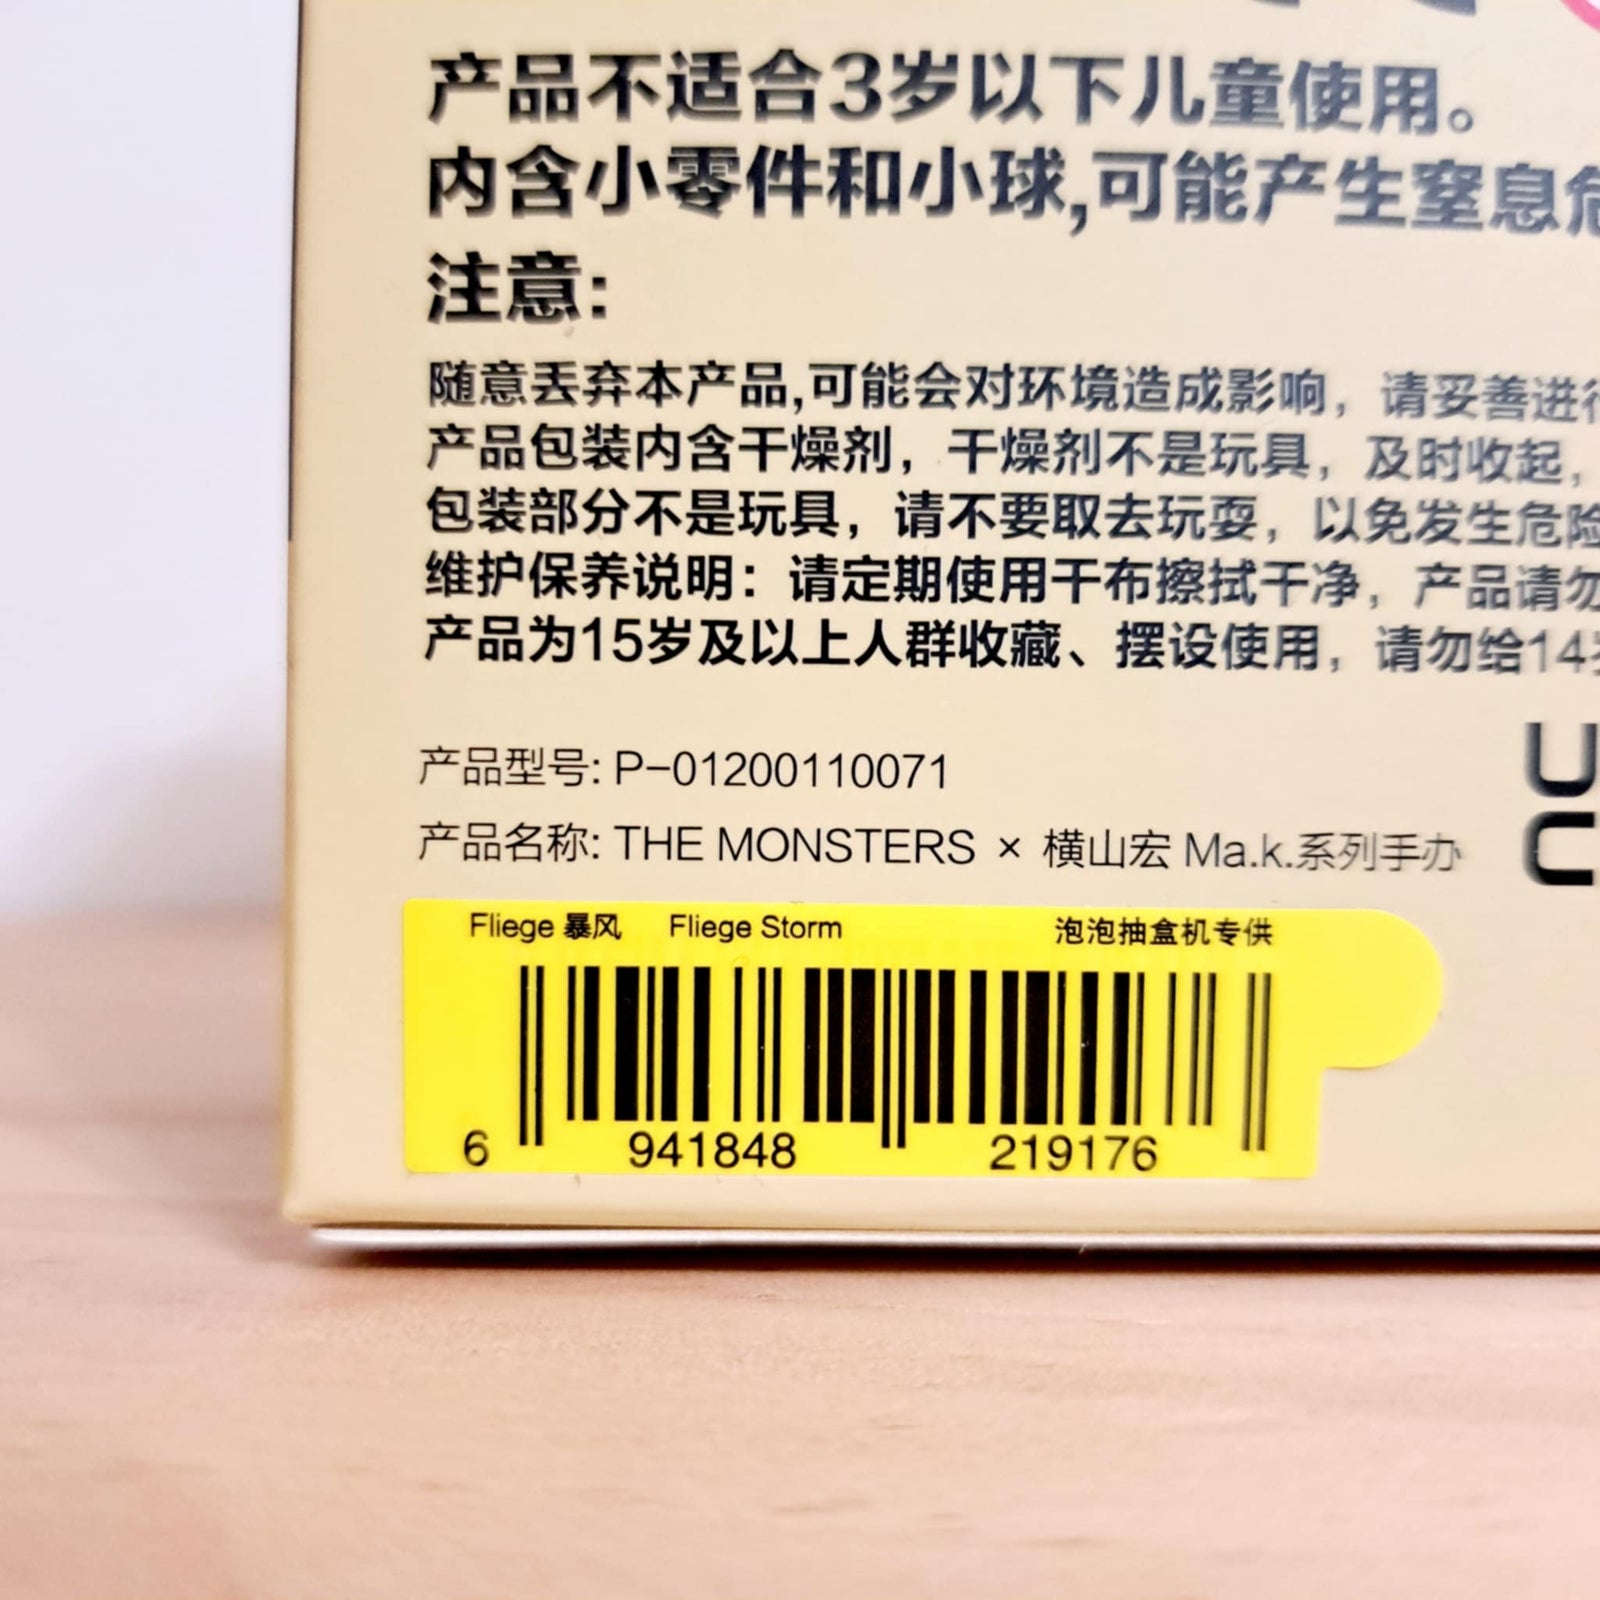 产品不适合3岁以下儿童使用。
内含小零件和小球,可能产生窒息危
注意:
随意丢弃本产品,可能会对环境造成影响，请妥善进行
产品包装内含干燥剂，干燥剂不是玩具，及时收起，
包装部分不是玩具，请不要取去玩耍，以免发生危险
维护保养说明：请定期使用干布擦拭干净，产品请勿
产品为15岁及以上人群收藏、摆设使用，请勿给14岁
产品型号: P-01200110071
产品名称: THE MONSTERS × 横山宏 Ma.k.系列手办
Fliege 暴风 Fliege Storm 泡泡抽盒机专供
6 941848 219176